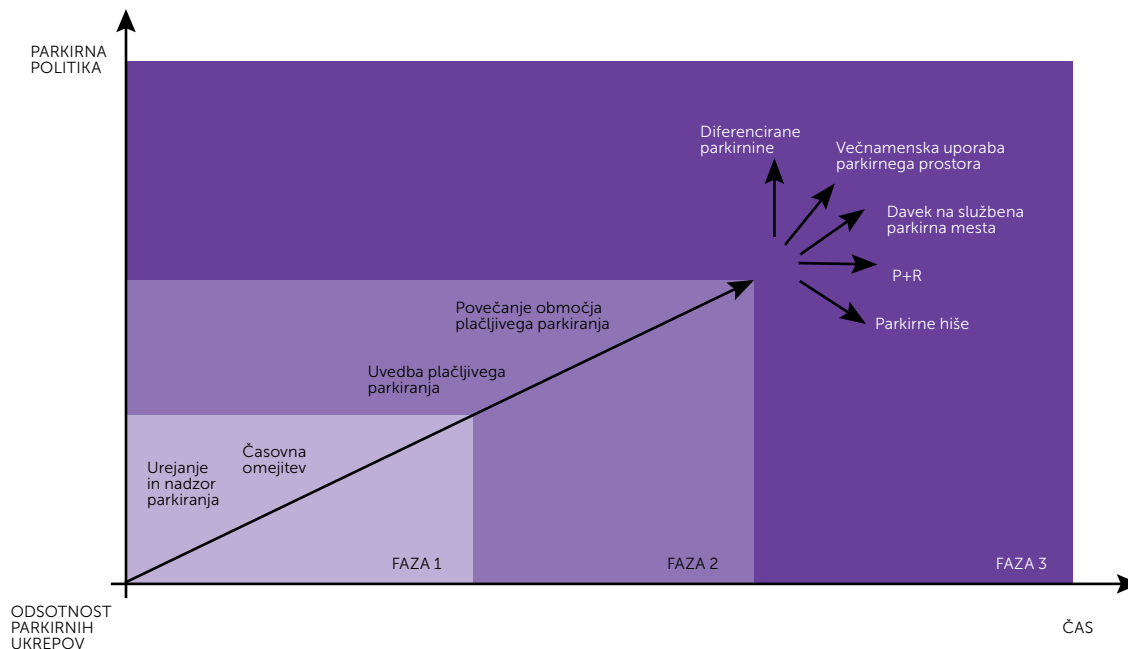 PARKIRNA
POLITIKA
Diferencirane
parkirnine
Večnamenska uporaba
parkirnega prostora
Davek na službena
parkirna mesta
P+R
Parkirne hiše
Povečanje območja
plačljivega parkiranja
Uvedba plačljivega
parkiranja
Časovna
omejitev
Urejanje
in nadzor
parkiranja
FAZA 1
FAZA 2
FAZA 3
ODSOTNOST
PARKIRNIH
UKREPOV
ČAS